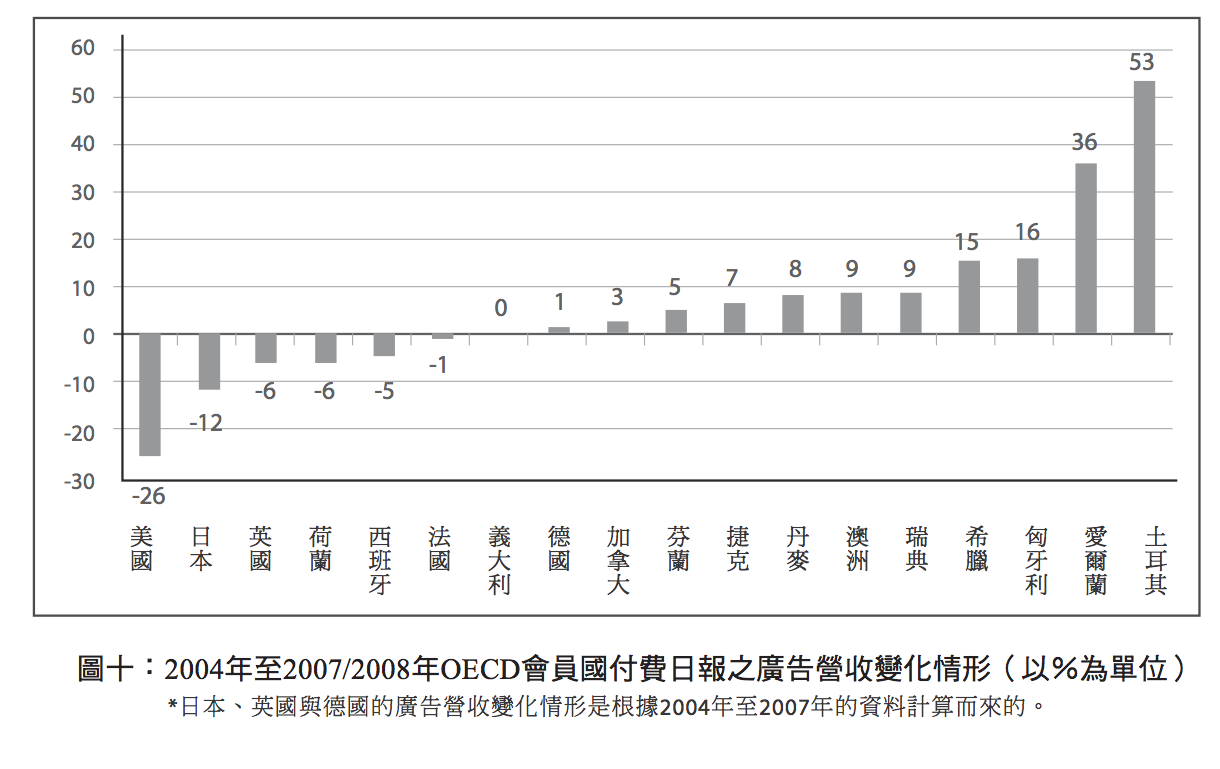 60
50
40
30
20
10
0
-10
-20
-30
-26
-12
-6
-6
-5
-1
0
1
3
5
7
8
9
9
15
16
36
53
美國
日本
英國
荷蘭
西班牙
法國
義大利
德國
加拿大
芬蘭
捷克
丹麥
澳洲
瑞典
希臘
匈牙利
愛爾蘭
土耳其
圖十：2004年至2007/2008年OECD會員國付費日報之廣告營收變化情形（以%為單位）
*日本、英國與德國的廣告營收變化情形是根據2004年至2007年的資料計算而來的。